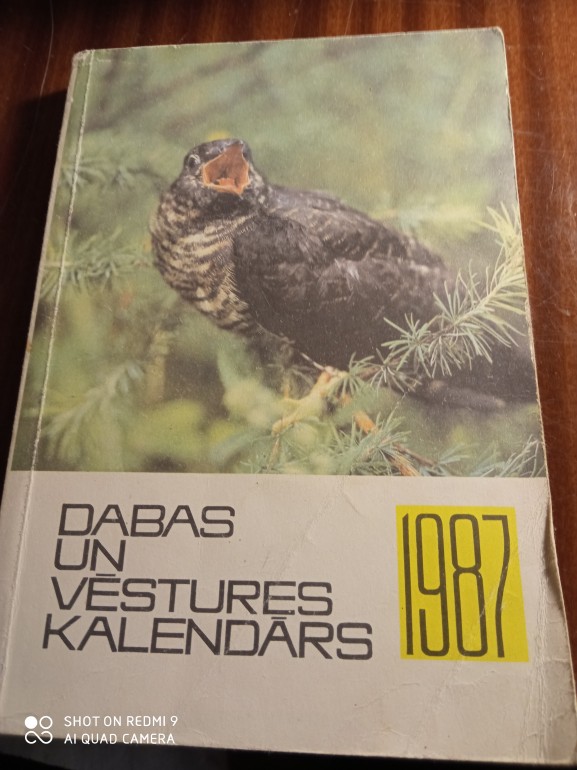 DABAS
UN
VĒSTURES
KALENDĀRS
1987
SHOT ON REDMI 9
AI QUAD CAMERA